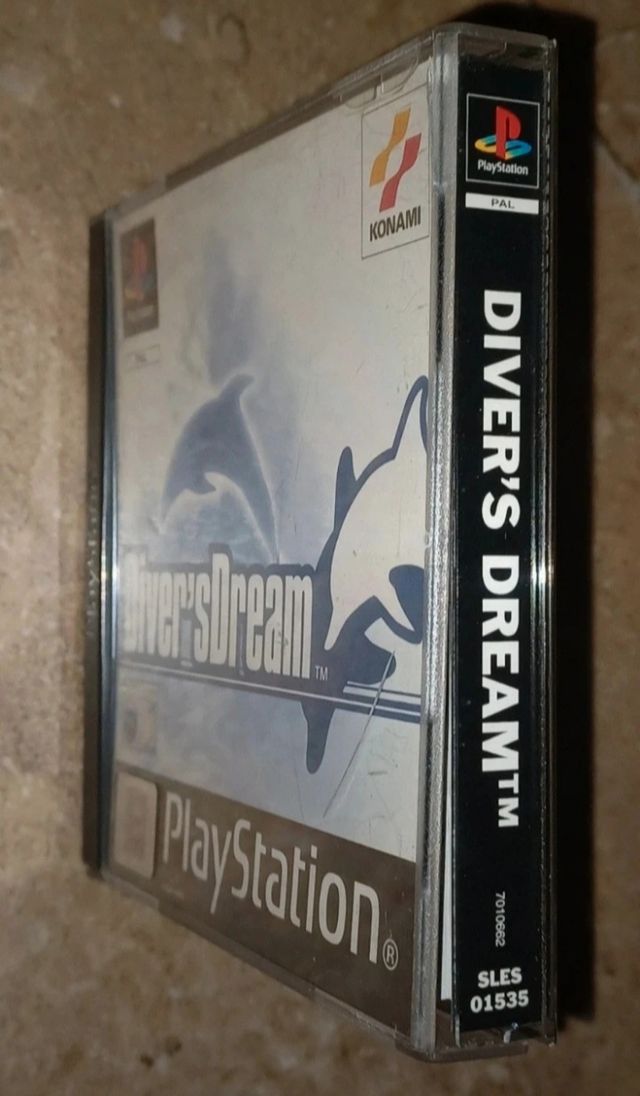 KONAMI
Diver'sDream
TM
PlayStation®
PlayStation
PAL
DIVER'S DREAM™
7010662
SLES
01535